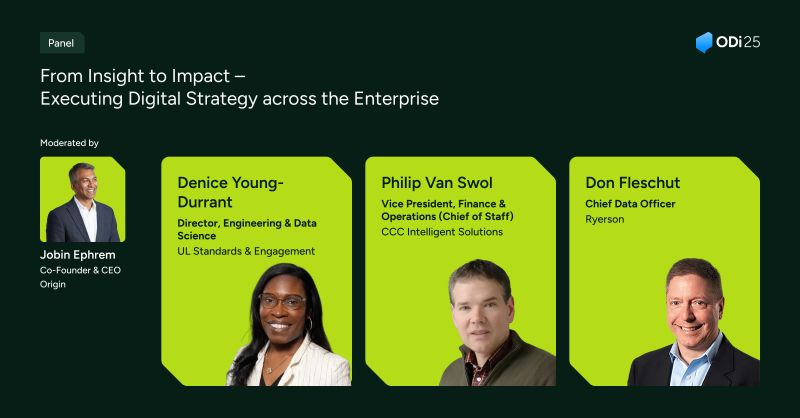 Panel
ODi25
From Insight to Impact –
Executing Digital Strategy across the Enterprise
Moderated by
Jobin Ephrem
Co-Founder & CEO
Origin
Denice Young-
Durrant
Director, Engineering & Data
Science
UL Standards & Engagement
Philip Van Swol
Vice President, Finance &
Operations (Chief of Staff)
CCC Intelligent Solutions
Don Fleschut
Chief Data Officer
Ryerson